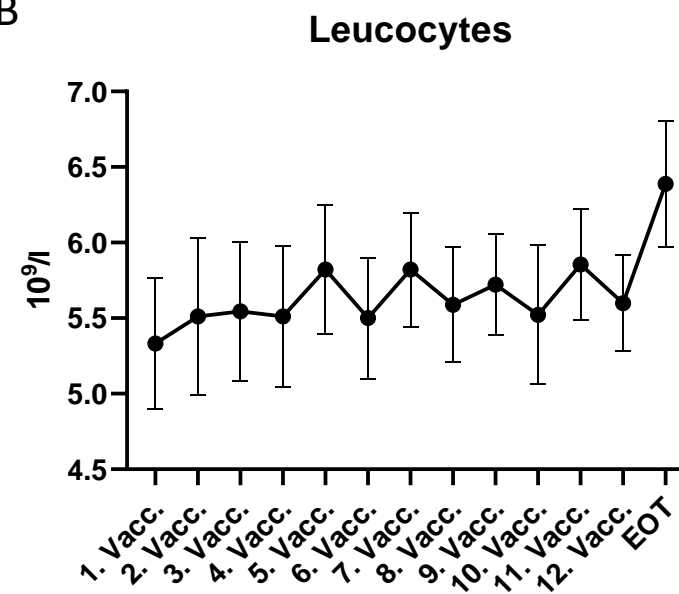 B
Leucocytes
10⁹/l
7.0
6.5
6.0
5.5
5.0
4.5
1. Vacc.
2. Vacc.
3. Vacc.
4. Vacc.
5. Vacc.
6. Vacc.
7. Vacc.
8. Vacc.
9. Vacc.
10. Vacc.
11. Vacc.
12. Vacc.
EOT